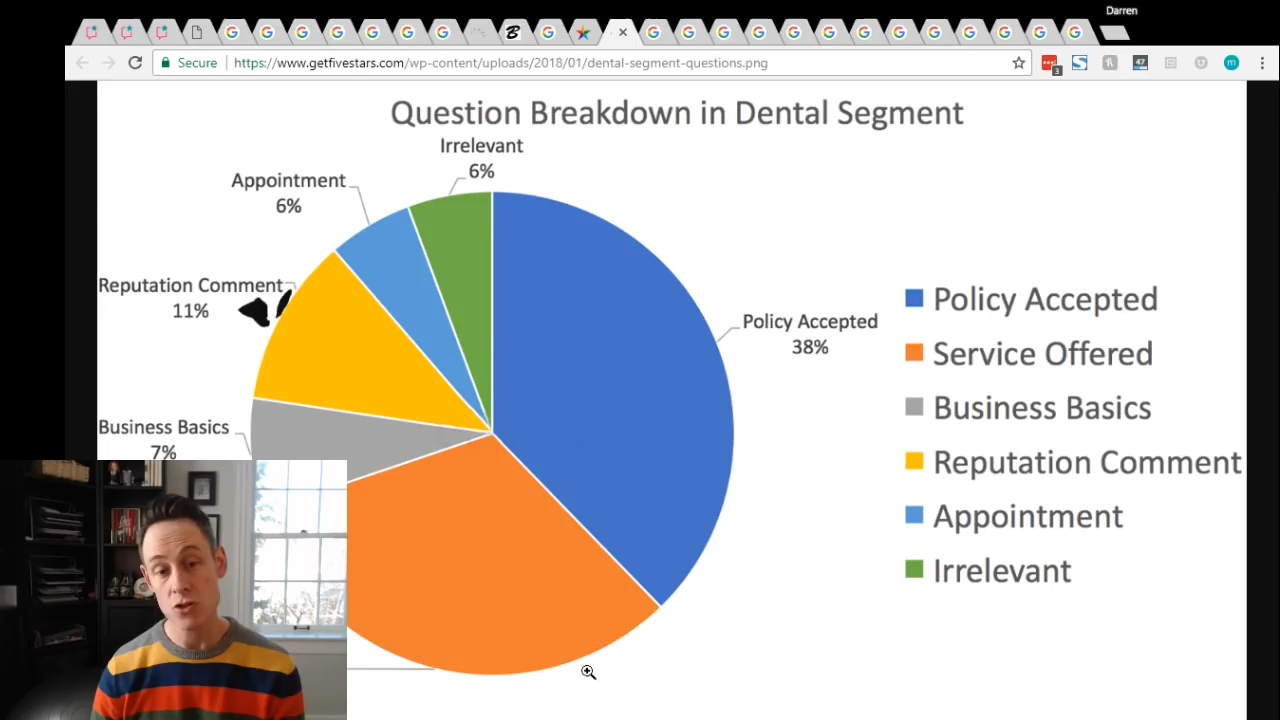 Darren
B
Secure
https://www.getfivestars.com/wp-content/uploads/2018/01/dental-segment-questions.png
3
47
m
Question Breakdown in Dental Segment
Irrelevant
6%
Appointment
6%
Reputation Comment
11%
Business Basics
7%
Policy Accepted
38%
Policy Accepted
Service Offered
Business Basics
Reputation Comment
Appointment
Irrelevant